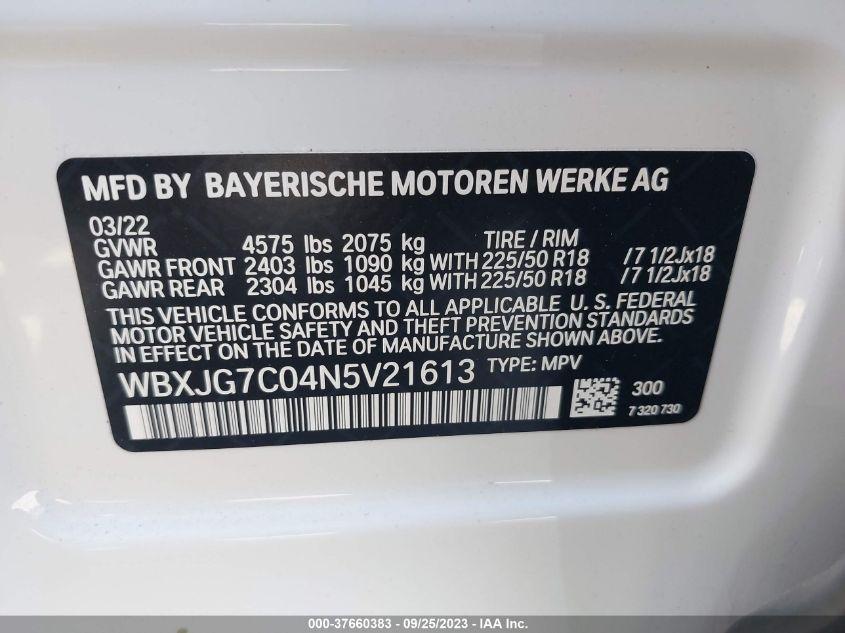 MFD BY BAYERISCHE MOTOREN WERKE AG
03/22
GVWR 4575 lbs 2075 kg TIRE / RIM
GAWR FRONT 2403 lbs 1090 kg WITH 225/50 R18 /7 1/2Jx18
GAWR REAR 2304 lbs 1045 kg WITH 225/50 R18 /7 1/2Jx18
THIS VEHICLE CONFORMS TO ALL APPLICABLE U. S. FEDERAL
MOTOR VEHICLE SAFETY AND THEFT PREVENTION STANDARDS
IN EFFECT ON THE DATE OF MANUFACTURE SHOWN ABOVE.
WBXJG7C04N5V21613 TYPE: MPV
300
7 320 730
000-37660383 - 09/25/2023 - IAAI.COM